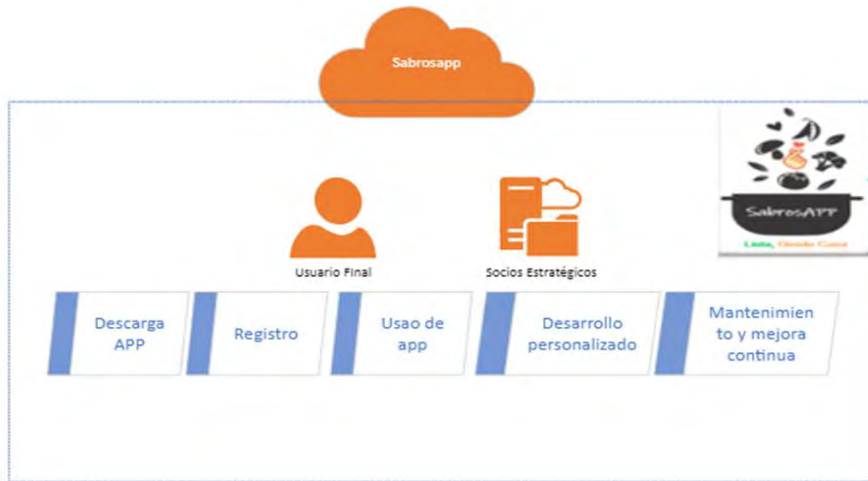 Sabrosapp
SabrosAPP
Usuario Final
Socios Estratégicos
Descarga
APP
Registro
Usao de
app
Desarrollo
personalizado
Mantenimien
to y mejora
continua